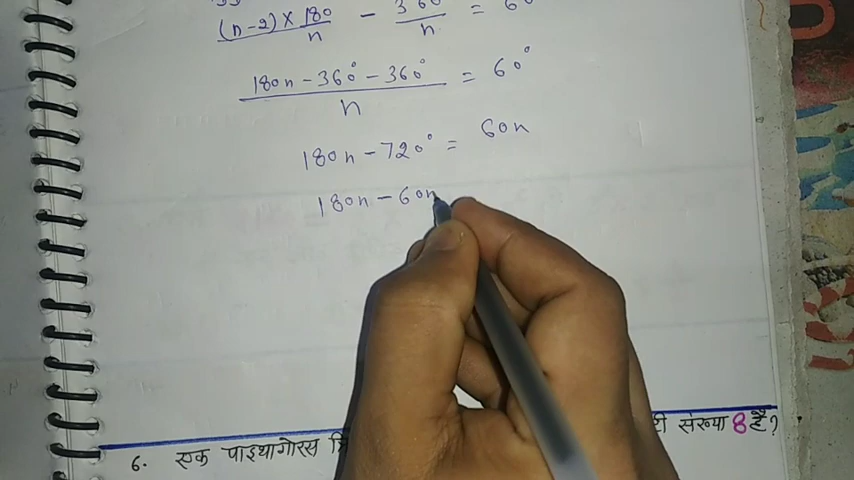 (n-2) × 180 / n - 360 / n = 60
180n - 360° - 360° / n = 60°
180n - 720° = 60n
180n - 60n
6. एक पाइथागोरस संख्या 8 है?